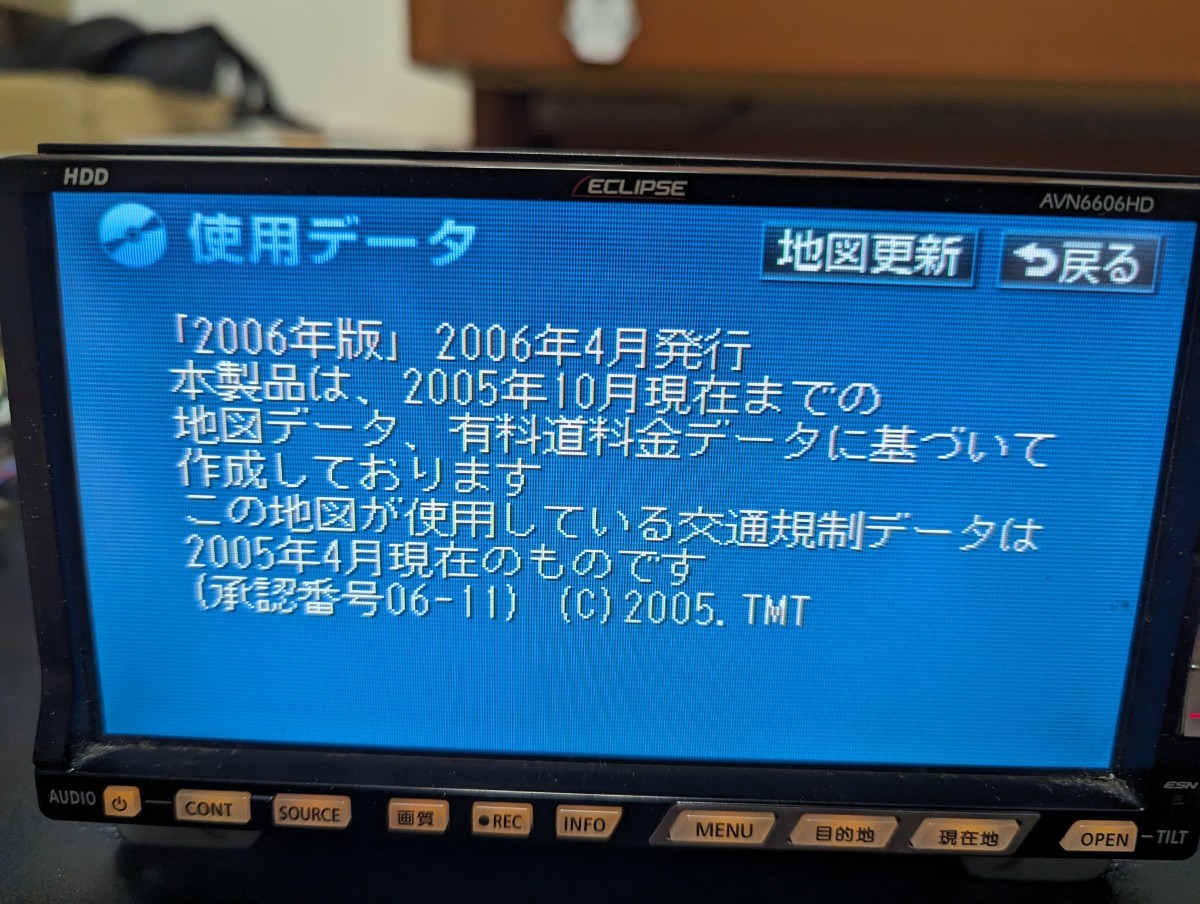 HDD
ECLIPSE
AVN6606HD
使用データ
地図更新
戻る
「2006年版」 2006年4月発行
本製品は、2005年10月現在までの
地図データ、有料道料金データに基づいて
作成しております
この地図が使用している交通規制データは
2005年4月現在のものです
(承認番号06-11) (C)2005. TMT
ESN
AUDIO CONT SOURCE 画質 ●REC INFO MENU 目的地 現在地 OPEN TILT